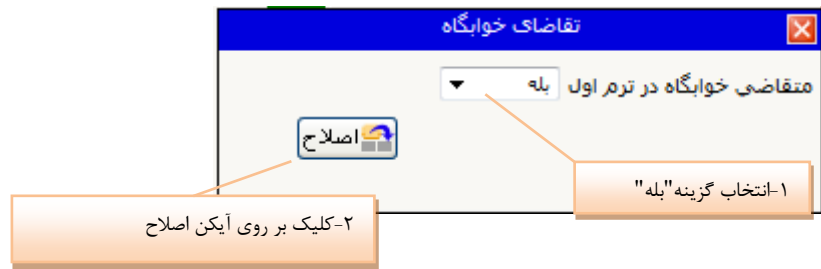 تقاضای خوابگاه
متقاضی خوابگاه در ترم اول بله
اصلاح
۱-انتخاب گزینه"بله"
۲-کلیک بر روی آیکن اصلاح